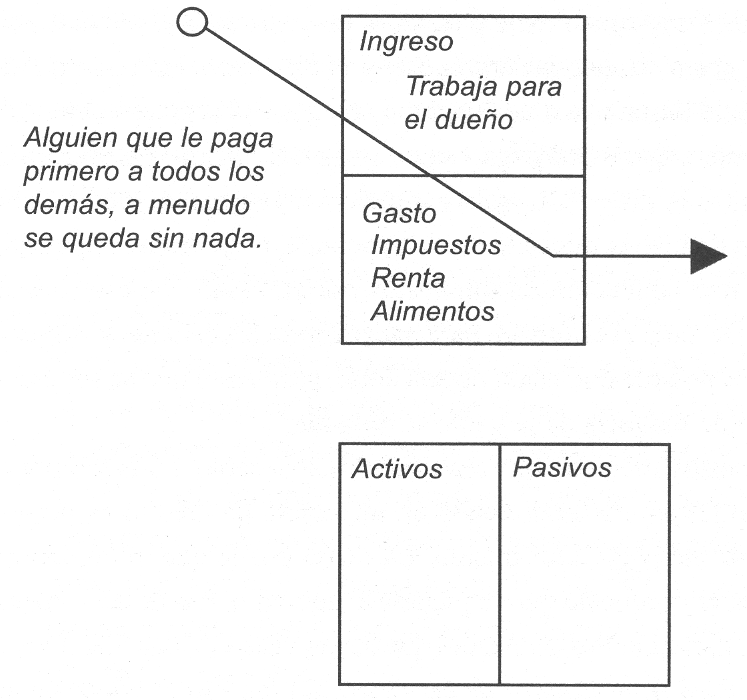 Ingreso
Trabaja para
el dueño
Alguien que le paga
primero a todos los
demás, a menudo
se queda sin nada.
Gasto
Impuestos
Renta
Alimentos
Activos
Pasivos